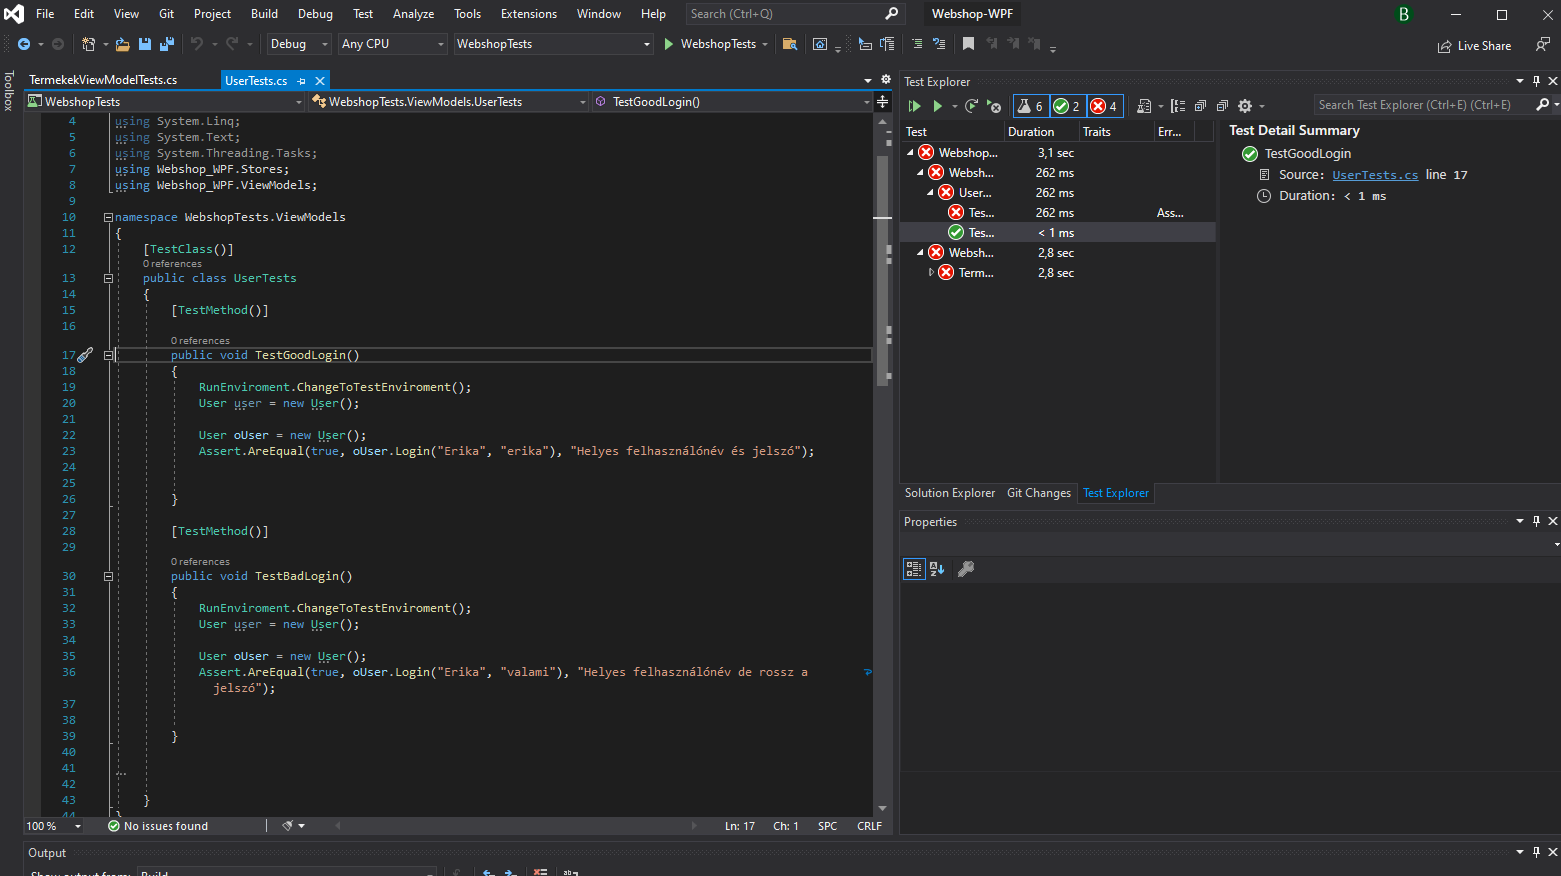 File Edit View Git Project Build Debug Test Analyze Tools Extensions Window Help Search (Ctrl+Q) Webshop-WPF B
Debug Any CPU WebshopTests WebshopTests Live Share
Toolbox
TermekekViewModelTests.cs UserTests.cs
WebshopTests WebshopTests.ViewModels.UserTests TestGoodLogin()
4 using System.Linq;
5 using System.Text;
6 using System.Threading.Tasks;
7 using Webshop_WPF.Stores;
8 using Webshop_WPF.ViewModels;
9
10 namespace WebshopTests.ViewModels
11 {
12 [TestClass()]
0 references
13 public class UserTests
14 {
15 [TestMethod()]
16
0 references
17 public void TestGoodLogin()
18 {
19 RunEnviroment.ChangeToTestEnviroment();
20 User user = new User();
21
22 User oUser = new User();
23 Assert.AreEqual(true, oUser.Login("Erika", "erika"), "Helyes felhasználónév és jelszó");
24
25
26 }
27
28 [TestMethod()]
29
0 references
30 public void TestBadLogin()
31 {
32 RunEnviroment.ChangeToTestEnviroment();
33 User user = new User();
34
35 User oUser = new User();
36 Assert.AreEqual(true, oUser.Login("Erika", "valami"), "Helyes felhasználónév de rossz a
jelszó");
37
38
39 }
40
41
42
43 }
44 }
100 % No issues found Ln: 17 Ch: 1 SPC CRLF
Test Explorer
6 2 4 Search Test Explorer (Ctrl+E) (Ctrl+E)
Test Duration Traits Err...
Webshop... 3,1 sec
Websh... 262 ms
User... 262 ms
Tes... 262 ms Ass...
Tes... < 1 ms
Websh... 2,8 sec
Term... 2,8 sec
Test Detail Summary
TestGoodLogin
Source: UserTests.cs line 17
Duration: < 1 ms
Solution Explorer Git Changes Test Explorer
Properties
Output
Show output from: Build